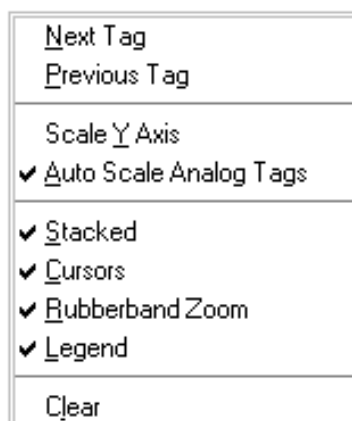 Next Tag
Previous Tag
Scale Y Axis
Auto Scale Analog Tags
Stacked
Cursors
Rubberband Zoom
Legend
Clear